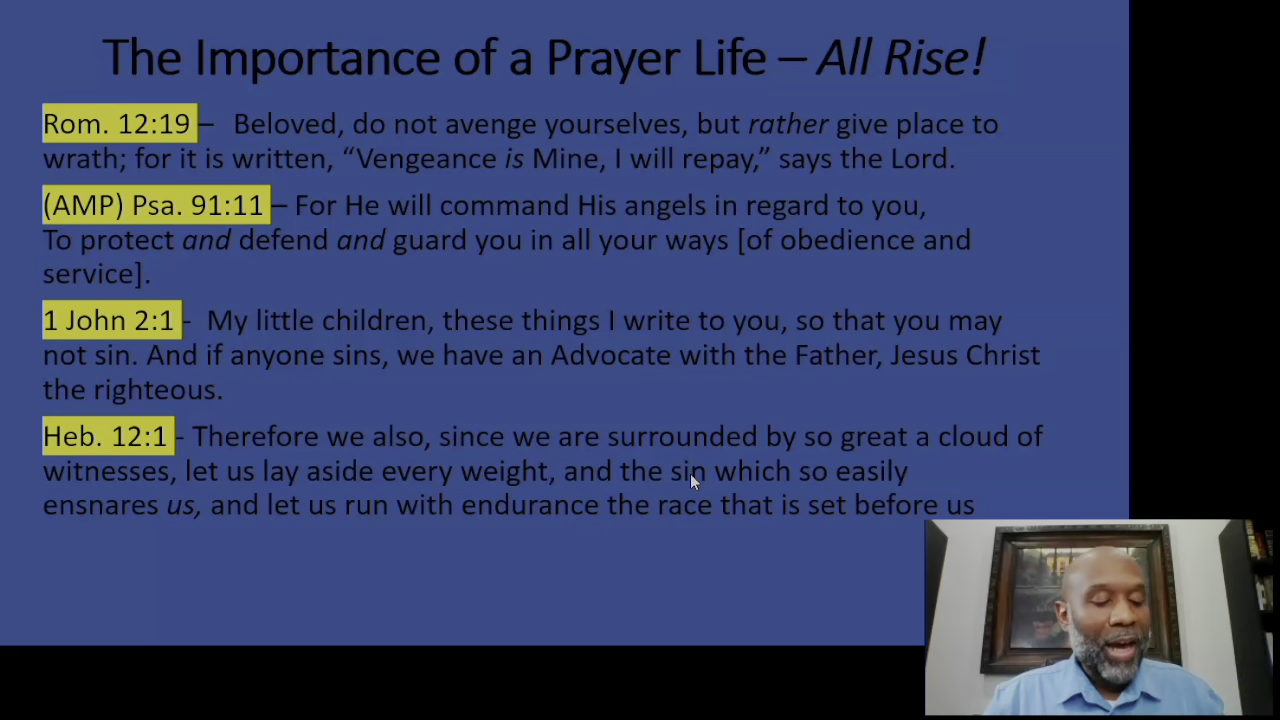 The Importance of a Prayer Life – All Rise!
Rom. 12:19 – Beloved, do not avenge yourselves, but rather give place to
wrath; for it is written, “Vengeance is Mine, I will repay,” says the Lord.
(AMP) Psa. 91:11 – For He will command His angels in regard to you,
To protect and defend and guard you in all your ways [of obedience and
service].
1 John 2:1 - My little children, these things I write to you, so that you may
not sin. And if anyone sins, we have an Advocate with the Father, Jesus Christ
the righteous.
Heb. 12:1 - Therefore we also, since we are surrounded by so great a cloud of
witnesses, let us lay aside every weight, and the sin which so easily
ensnares us, and let us run with endurance the race that is set before us